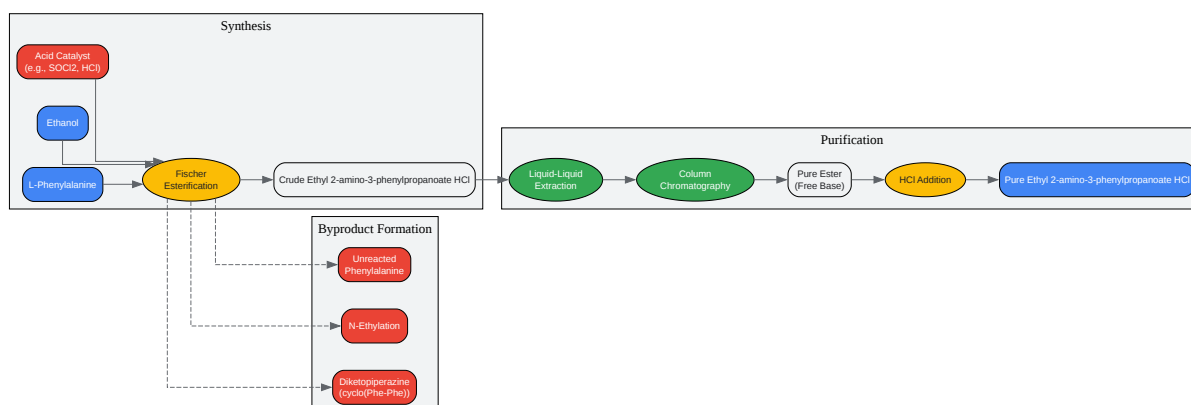 Synthesis
Acid Catalyst
(e.g., SOCl2, HCl)
Ethanol
L-Phenylalanine
Fischer
Esterification
Crude Ethyl 2-amino-3-phenylpropanoate HCl
Purification
Liquid-Liquid
Extraction
Column
Chromatography
Pure Ester
(Free Base)
HCl Addition
Pure Ethyl 2-amino-3-phenylpropanoate HCl
Byproduct Formation
Unreacted
Phenylalanine
N-Ethylation
Diketopiperazine
(cyclo(Phe-Phe))